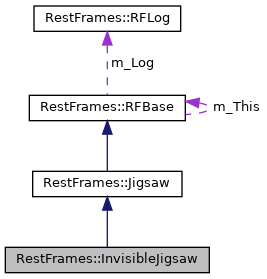 RestFrames::RFLog
m_Log
RestFrames::RFBase
m_This
RestFrames::Jigsaw
RestFrames::InvisibleJigsaw